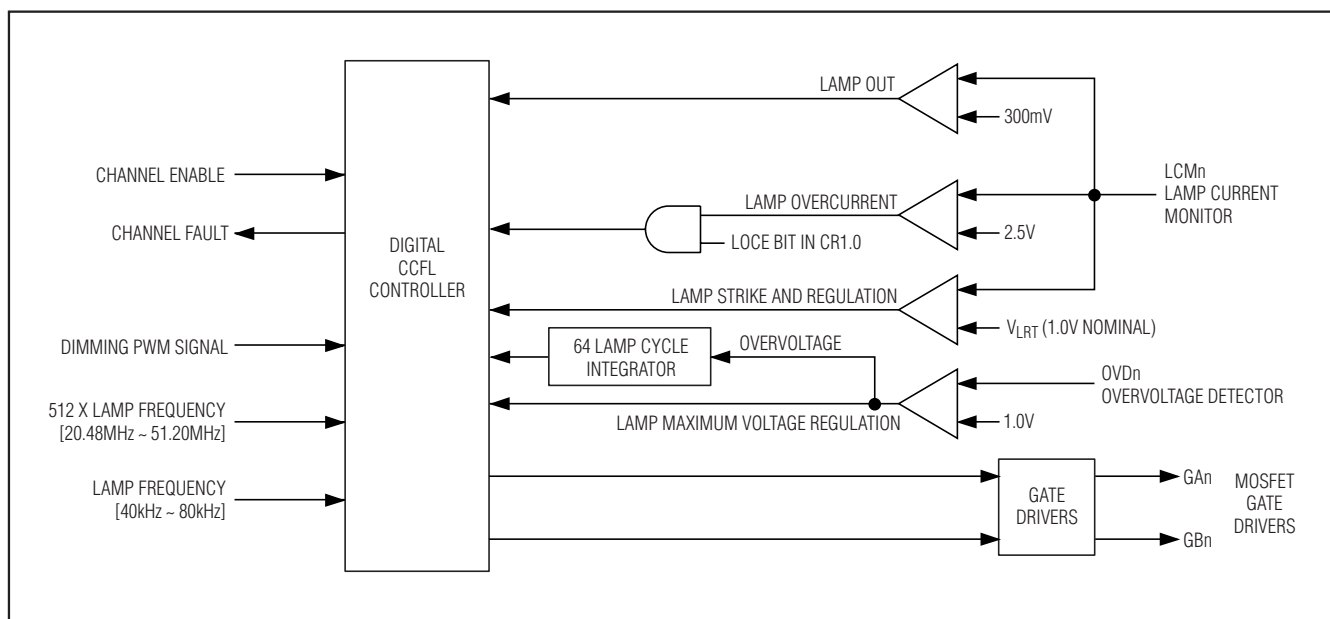 CHANNEL ENABLE
CHANNEL FAULT
DIMMING PWM SIGNAL
512 X LAMP FREQUENCY
[20.48MHz ~ 51.20MHz]
LAMP FREQUENCY
[40kHz ~ 80kHz]
DIGITAL
CCFL
CONTROLLER
LAMP OUT
300mV
LAMP OVERCURRENT
2.5V
LOCE BIT IN CR1.0
LCMn
LAMP CURRENT
MONITOR
LAMP STRIKE AND REGULATION
VLRT (1.0V NOMINAL)
64 LAMP CYCLE
INTEGRATOR
OVERVOLTAGE
OVDn
OVERVOLTAGE DETECTOR
LAMP MAXIMUM VOLTAGE REGULATION
1.0V
GATE
DRIVERS
GAn
GBn
MOSFET
GATE
DRIVERS